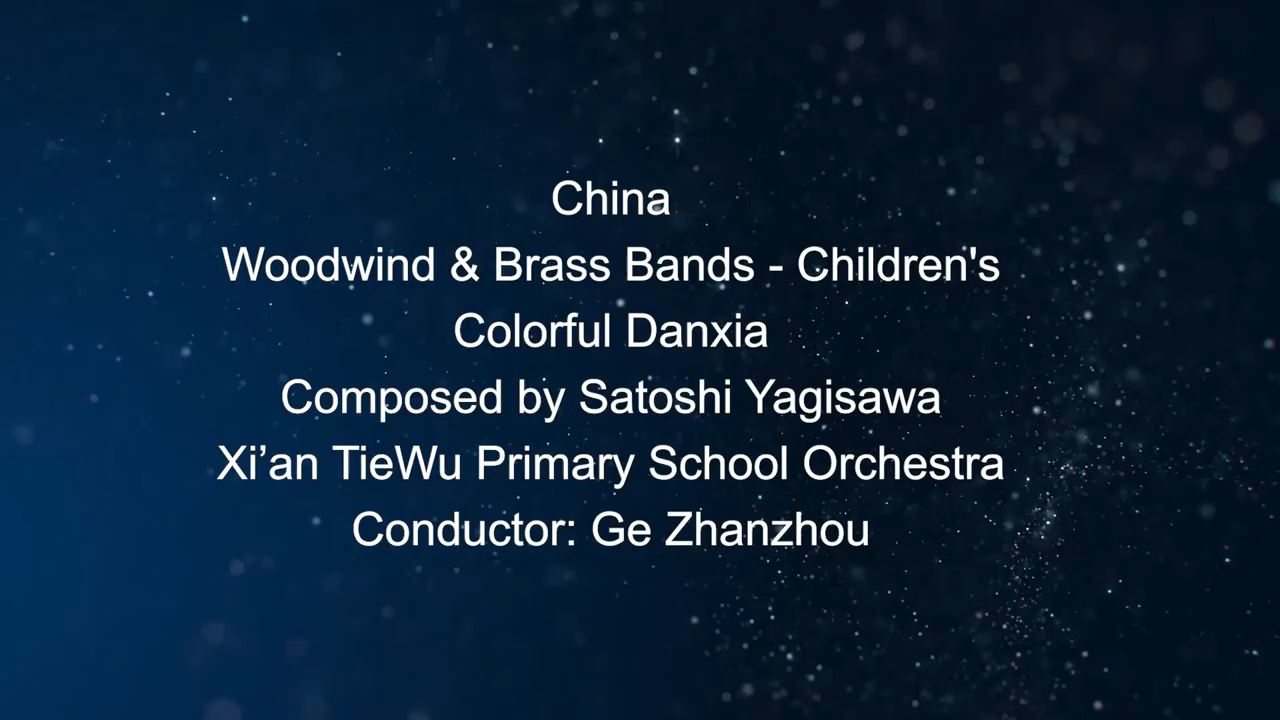 China
Woodwind & Brass Bands - Children's
Colorful Danxia
Composed by Satoshi Yagisawa
Xi’an TieWu Primary School Orchestra
Conductor: Ge Zhanzhou